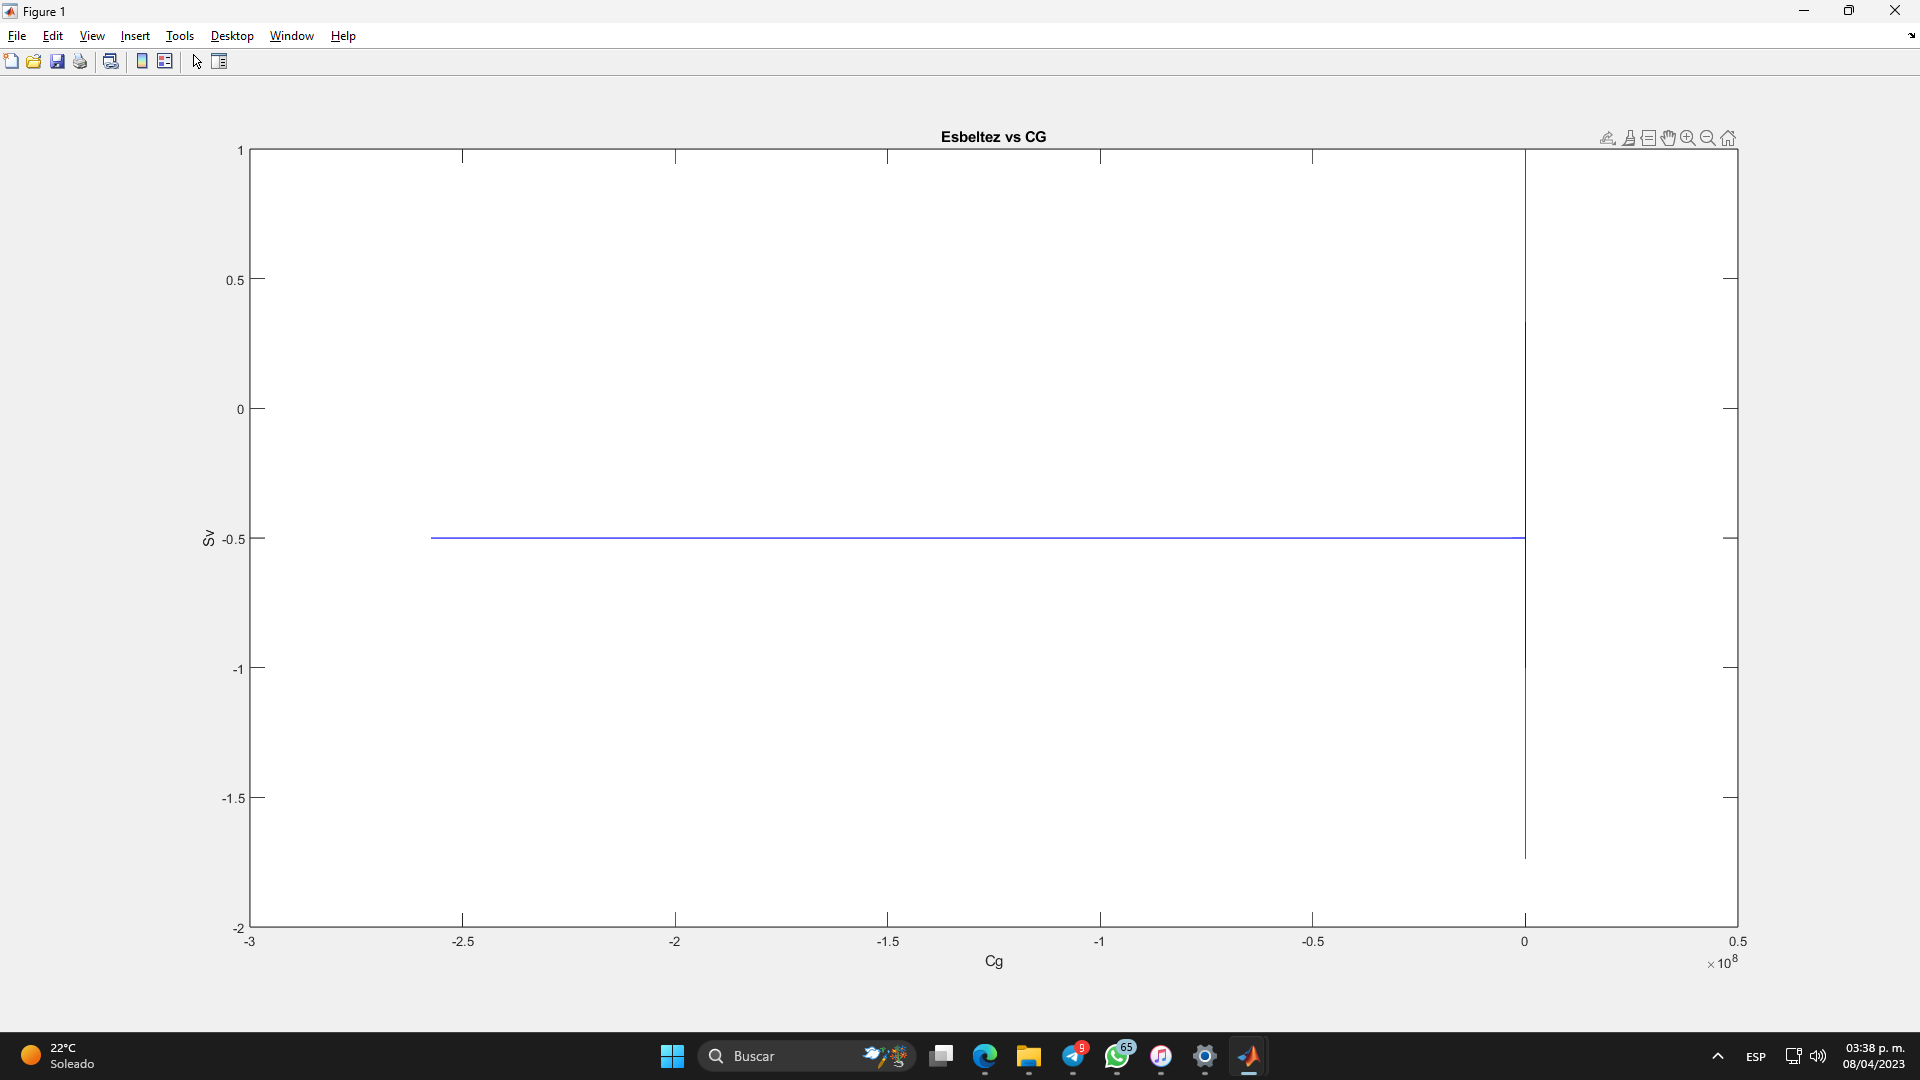 Figure 1
File Edit View Insert Tools Desktop Window Help
Esbeltez vs CG
1
0.5
0
-0.5
-1
-1.5
-2
Sv
-3 -2.5 -2 -1.5 -1 -0.5 0 0.5
×10^8
Cg
22°C
Soleado
Buscar
9
65
ESP
03:38 p. m.
08/04/2023